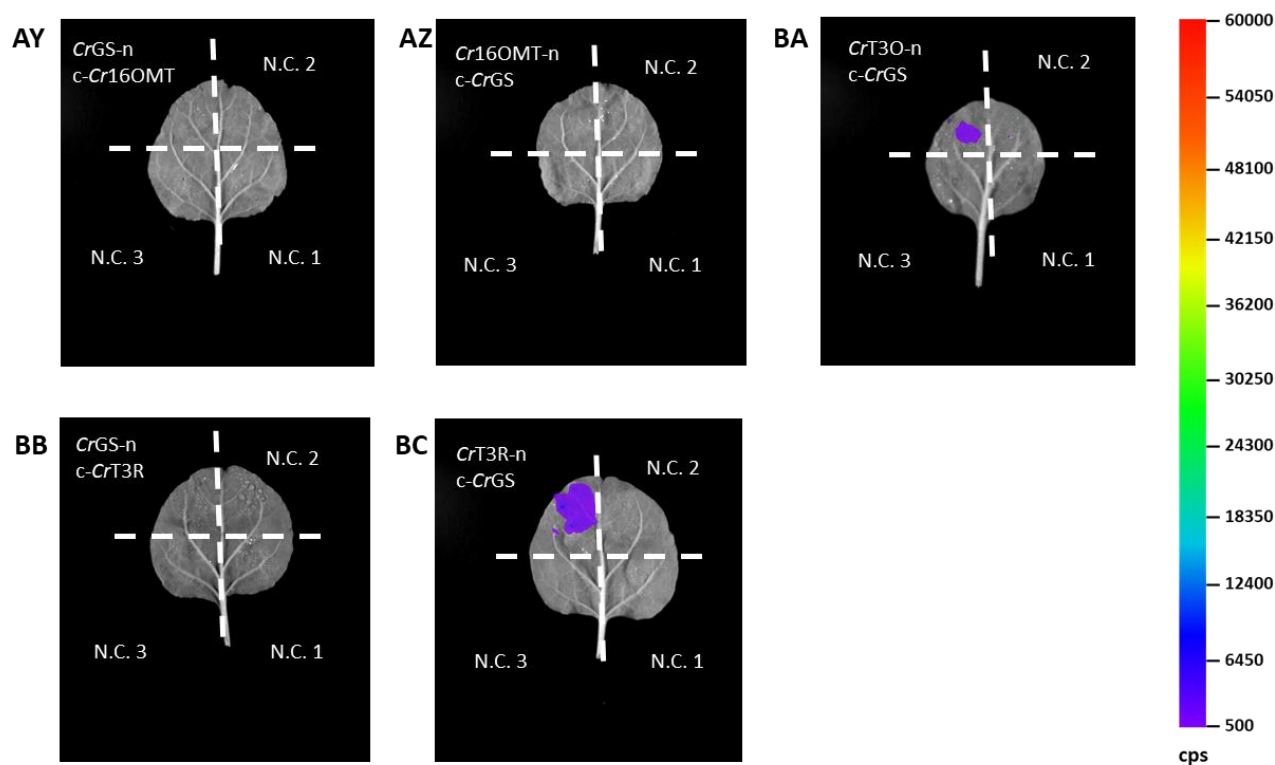 AY
CrGS-n
c-Cr16OMT
N.C. 2
N.C. 3
N.C. 1
AZ
Cr16OMT-n
c-CrGS
N.C. 2
N.C. 3
N.C. 1
BA
CrT3O-n
c-CrGS
N.C. 2
N.C. 3
N.C. 1
BB
CrGS-n
c-CrT3R
N.C. 2
N.C. 3
N.C. 1
BC
CrT3R-n
c-CrGS
N.C. 2
N.C. 3
N.C. 1
60000
54050
48100
42150
36200
30250
24300
18350
12400
6450
500
cps